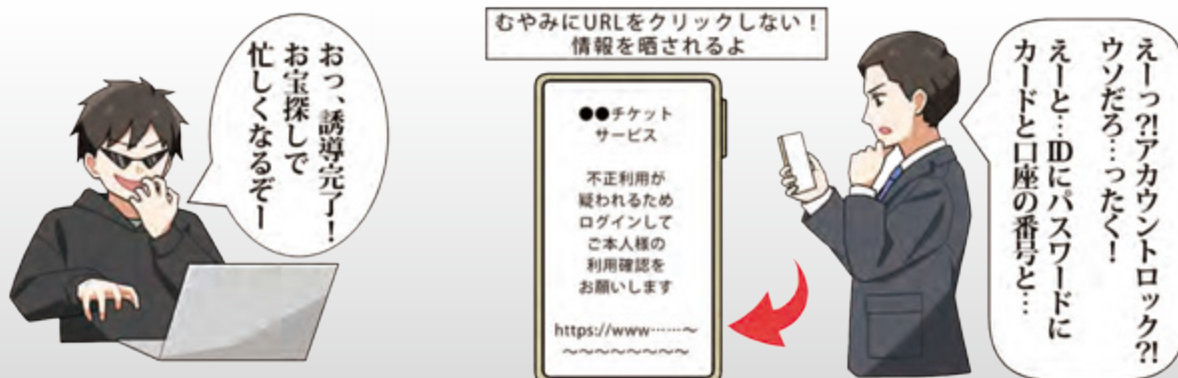 むやみにURLをクリックしない！
情報を晒されるよ
えーっ?!アカウントロック?!
ウソだろ…ったく！
えーと…IDにパスワードに
カードと口座の番号と…
●●チケット
サービス
不正利用が
疑われるため
ログインして
ご本人様の
利用確認を
お願いします
https://www……～
～～～～～～～～
おっ、誘導完了！
お宝探しで
忙しくなるぞー